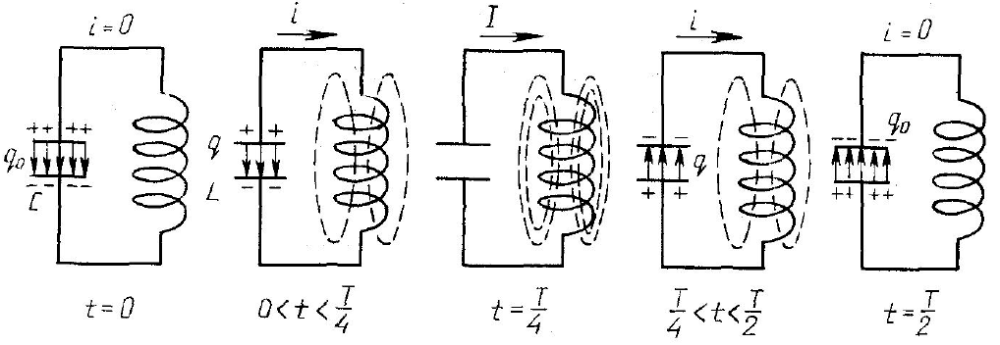 i=0
i
I
i
i=0
++ ++
q₀
– – – – –
C
+ +
q
– –
L
– –
q
+ +
– – – –
q₀
++ ++
t=0
0<t<T/4
t=T/4
T/4<t<T/2
t=T/2